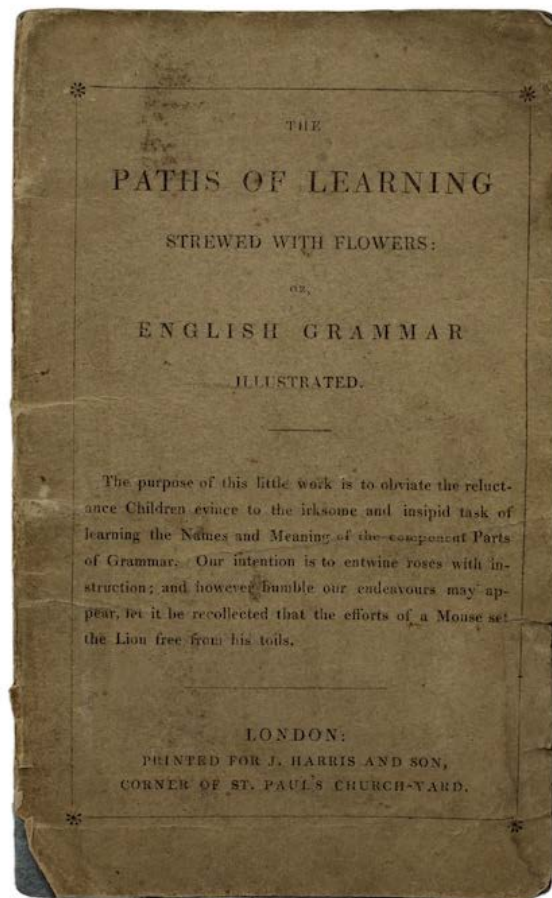 THE
PATHS OF LEARNING
STREWED WITH FLOWERS:
OR,
ENGLISH GRAMMAR
ILLUSTRATED.
The purpose of this little work is to obviate the reluct-
ance Children evince to the irksome and insipid task of
learning the Names and Meaning of the component Parts
of Grammar. Our intention is to entwine roses with in-
struction; and however humble our endeavours may ap-
pear, let it be recollected that the efforts of a Mouse set
the Lion free from his toils.
LONDON:
PRINTED FOR J. HARRIS AND SON,
CORNER OF ST. PAUL'S CHURCH-YARD.